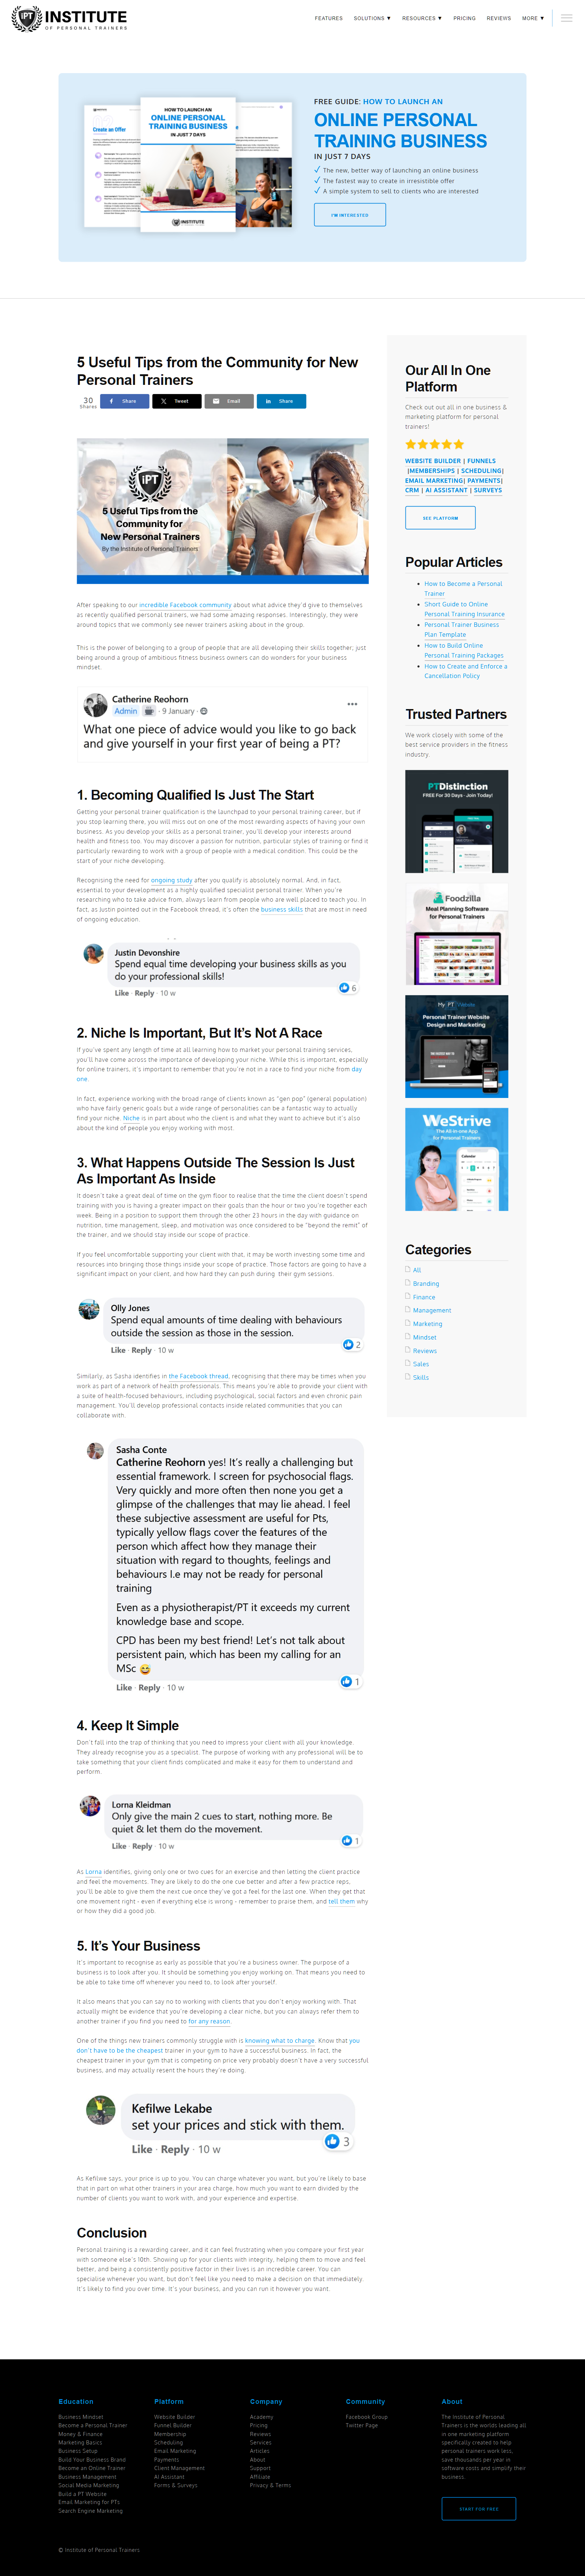 IPT INSTITUTE
OF PERSONAL TRAINERS
FEATURES
SOLUTIONS ▼
RESOURCES ▼
PRICING
REVIEWS
MORE ▼
Create an Offer
HOW TO LAUNCH AN
ONLINE PERSONAL
TRAINING BUSINESS
IN JUST 7 DAYS
INSTITUTE
FREE GUIDE: HOW TO LAUNCH AN
ONLINE PERSONAL
TRAINING BUSINESS
IN JUST 7 DAYS
The new, better way of launching an online business
The fastest way to create in irresistible offer
A simple system to sell to clients who are interested
I'M INTERESTED
5 Useful Tips from the Community for New
Personal Trainers
30
Shares
Share
Tweet
Email
Share
IPT
5 Useful Tips from the
Community for
New Personal Trainers
By the Institute of Personal Trainers
After speaking to our incredible Facebook community about what advice they'd give to themselves
as recently qualified personal trainers, we had some amazing responses. Interestingly, they were
around topics that we commonly see newer trainers asking about in the group.
This is the power of belonging to a group of people that are all developing their skills together; just
being around a group of ambitious fitness business owners can do wonders for your business
mindset.
Catherine Reohorn
Admin · 9 January ·
What one piece of advice would you like to go back
and give yourself in your first year of being a PT?
1. Becoming Qualified Is Just The Start
Getting your personal trainer qualification is the launchpad to your personal training career, but if
you stop learning there, you will miss out on one of the most rewarding aspects of having your own
business. As you develop your skills as a personal trainer, you'll develop your interests around
health and fitness too. You may discover a passion for nutrition, particular styles of training or find it
particularly rewarding to work with a group of people with a medical condition. This could be the
start of your niche developing.
Recognising the need for ongoing study after you qualify is absolutely normal. And, in fact,
essential to your development as a highly qualified specialist personal trainer. When you're
researching who to take advice from, always learn from people who are well placed to teach you. In
fact, as Justin pointed out in the Facebook thread, it's often the business skills that are most in need
of ongoing education.
Justin Devonshire
Spend equal time developing your business skills as you
do your professional skills!
6
Like · Reply · 10 w
2. Niche Is Important, But It's Not A Race
If you've spent any length of time at all learning how to market your personal training services,
you'll have come across the importance of developing your niche. While this is important, especially
for online trainers, it's important to remember that you're not in a race to find your niche from day
one.
In fact, experience working with the broad range of clients known as "gen pop" (general population)
who have fairly generic goals but a wide range of personalities can be a fantastic way to actually
find your niche. Niche is in part about who the client is and what they want to achieve but it's also
about the kind of people you enjoy working with most.
3. What Happens Outside The Session Is Just
As Important As Inside
It doesn't take a great deal of time on the gym floor to realise that the time the client doesn't spend
training with you is having a greater impact on their goals than the hour or two you're together each
week. Being in a position to support them through the other 23 hours in the day with guidance on
nutrition, time management, sleep, and motivation was once considered to be "beyond the remit" of
the trainer, and we should stay inside our scope of practice.
If you feel uncomfortable supporting your client with that, it may be worth investing some time and
resources into bringing those things inside your scope of practice. Those factors are going to have a
significant impact on your client, and how hard they can push during their gym sessions.
Olly Jones
Spend equal amounts of time dealing with behaviours
outside the session as those in the session.
2
Like · Reply · 10 w
Similarly, as Sasha identifies in the Facebook thread, recognising that there may be times when you
work as part of a network of health professionals. This means you're able to provide your client with
a suite of health-focused behaviours, including psychological, social factors and even chronic pain
management. You'll develop professional contacts inside related communities that you can
collaborate with.
Sasha Conte
Catherine Reohorn yes! It's really a challenging but
essential framework. I screen for psychosocial flags.
Very quickly and more often then none you get a
glimpse of the challenges that may lie ahead. I feel
these subjective assessment are useful for Pts,
typically yellow flags cover the features of the
person which affect how they manage their
situation with regard to thoughts, feelings and
behaviours I.e may not be ready for personal
training
Even as a physiotherapist/PT it exceeds my current
knowledge base and scope.
CPD has been my best friend! Let's not talk about
persistent pain, which has been my calling for an
MSc 😅
1
Like · Reply · 10 w
4. Keep It Simple
Don't fall into the trap of thinking that you need to impress your client with all your knowledge.
They already recognise you as a specialist. The purpose of working with any professional will be to
take something that your client finds complicated and make it easy for them to understand and
perform.
Lorna Kleidman
Only give the main 2 cues to start, nothing more. Be
quiet & let them do the movement.
1
Like · Reply · 10 w
As Lorna identifies, giving only one or two cues for an exercise and then letting the client practice
and feel the movements. They are likely to do the one cue better and after a few practice reps,
you'll be able to give them the next cue once they've got a feel for the last one. When they get that
one movement right - even if everything else is wrong - remember to praise them, and tell them why
or how they did a good job.
5. It's Your Business
It's important to recognise as early as possible that you're a business owner. The purpose of a
business is to look after you. It should be something you enjoy working on. That means you need to
be able to take time off whenever you need to, to look after yourself.
It also means that you can say no to working with clients that you don't enjoy working with. That
actually might be evidence that you're developing a clear niche, but you can always refer them to
another trainer if you find you need to for any reason.
One of the things new trainers commonly struggle with is knowing what to charge. Know that you
don't have to be the cheapest trainer in your gym to have a successful business. In fact, the
cheapest trainer in your gym that is competing on price very probably doesn't have a very successful
business, and may actually resent the hours they're doing.
Kefilwe Lekabe
set your prices and stick with them.
3
Like · Reply · 10 w
As Kefilwe says, your price is up to you. You can charge whatever you want, but you're likely to base
that in part on what other trainers in your area charge, how much you want to earn divided by the
number of clients you want to work with, and your experience and expertise.
Conclusion
Personal training is a rewarding career, and it can feel frustrating when you compare your first year
with someone else's 10th. Showing up for your clients with integrity, helping them to move and feel
better, and being a consistently positive factor in their lives is an incredible career. You can
specialise whenever you want, but don't feel like you need to make a decision on that immediately.
It's likely to find you over time. It's your business, and you can run it however you want.
Our All In One
Platform
Check out out all in one business &
marketing platform for personal
trainers!
WEBSITE BUILDER | FUNNELS
|MEMBERSHIPS | SCHEDULING|
EMAIL MARKETING| PAYMENTS|
CRM | AI ASSISTANT | SURVEYS
SEE PLATFORM
Popular Articles
How to Become a Personal
Trainer
Short Guide to Online
Personal Training Insurance
Personal Trainer Business
Plan Template
How to Build Online
Personal Training Packages
How to Create and Enforce a
Cancellation Policy
Trusted Partners
We work closely with some of the
best service providers in the fitness
industry.
PTDistinction
FREE For 30 Days - Join Today!
Foodzilla
Meal Planning Software
for Personal Trainers
My PT Website
Personal Trainer Website
Design and Marketing
WeStrive
The All-in-One App
for Personal Trainers
Calendar
Categories
All
Branding
Finance
Management
Marketing
Mindset
Reviews
Sales
Skills
Education
Business Mindset
Become a Personal Trainer
Money & Finance
Marketing Basics
Business Setup
Build Your Business Brand
Become an Online Trainer
Business Management
Social Media Marketing
Build a PT Website
Email Marketing for PTs
Search Engine Marketing
Platform
Website Builder
Funnel Builder
Membership
Scheduling
Email Marketing
Payments
Client Management
AI Assistant
Forms & Surveys
Company
Academy
Pricing
Reviews
Services
Articles
About
Support
Affiliate
Privacy & Terms
Community
Facebook Group
Twitter Page
About
The Institute of Personal
Trainers is the worlds leading all
in one marketing platform
specifically created to help
personal trainers work less,
save thousands per year in
software costs and simplify their
business.
START FOR FREE
© Institute of Personal Trainers